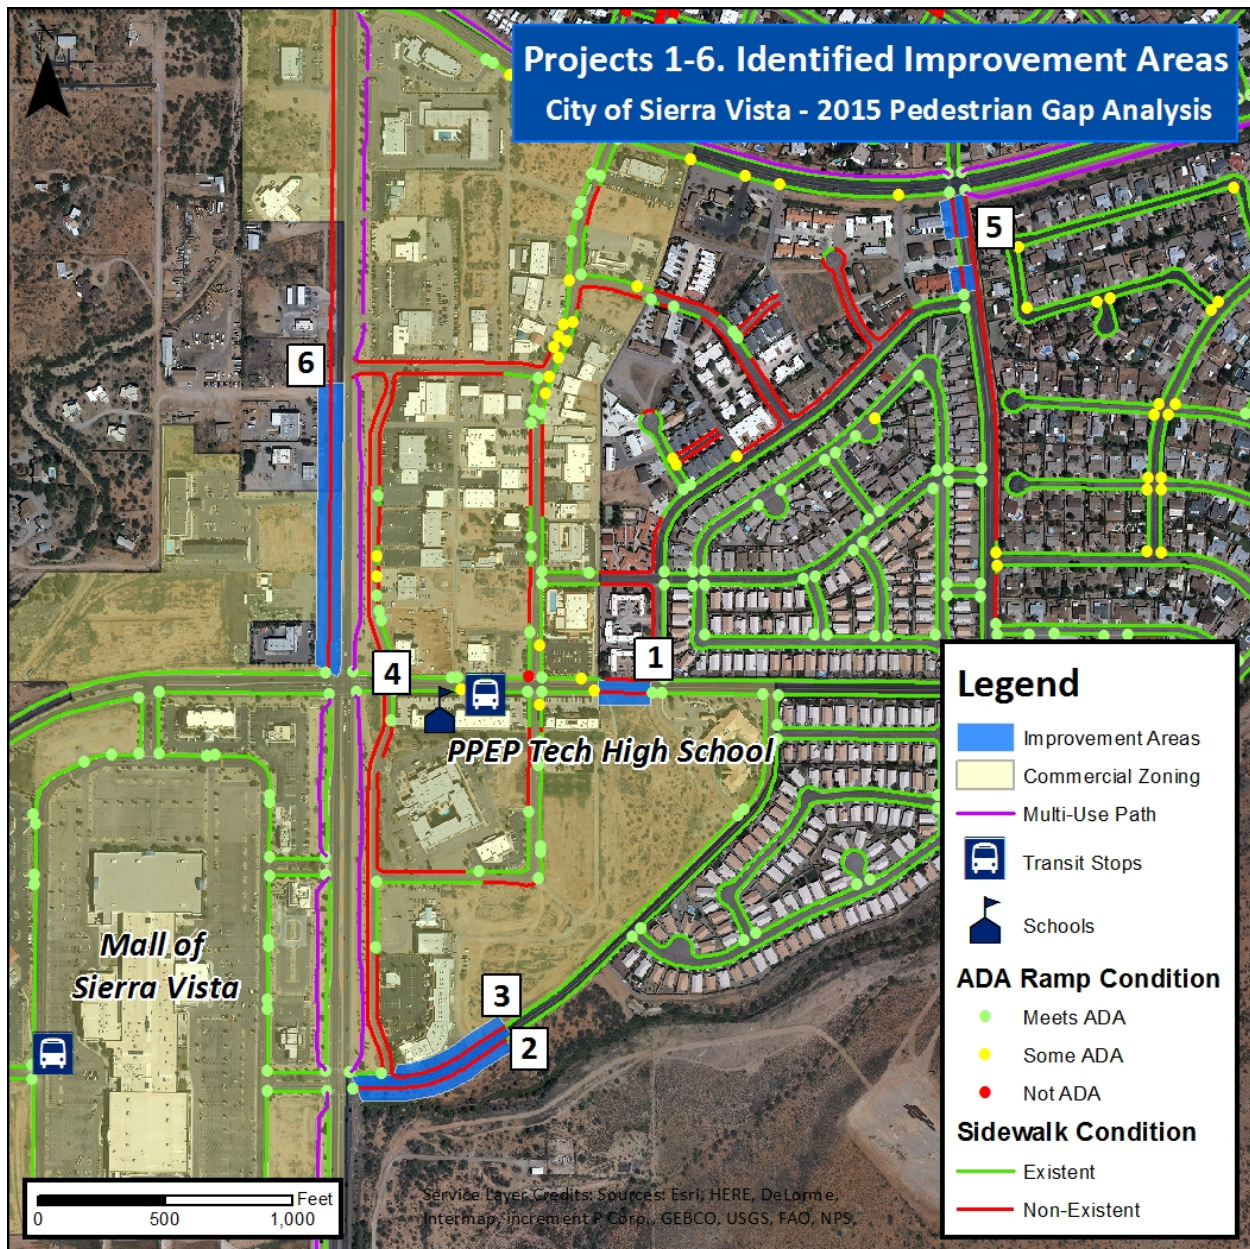 Projects 1-6. Identified Improvement Areas
City of Sierra Vista - 2015 Pedestrian Gap Analysis
5
6
1
4
PPEP Tech High School
Mall of
Sierra Vista
3
2
Legend
Improvement Areas
Commercial Zoning
Multi-Use Path
Transit Stops
Schools
ADA Ramp Condition
Meets ADA
Some ADA
Not ADA
Sidewalk Condition
Existent
Non-Existent
Feet
0 500 1,000
Service Layer Credits: Sources: Esri, HERE, DeLorme,
Intermap, increment P Corp., GEBCO, USGS, FAO, NPS,